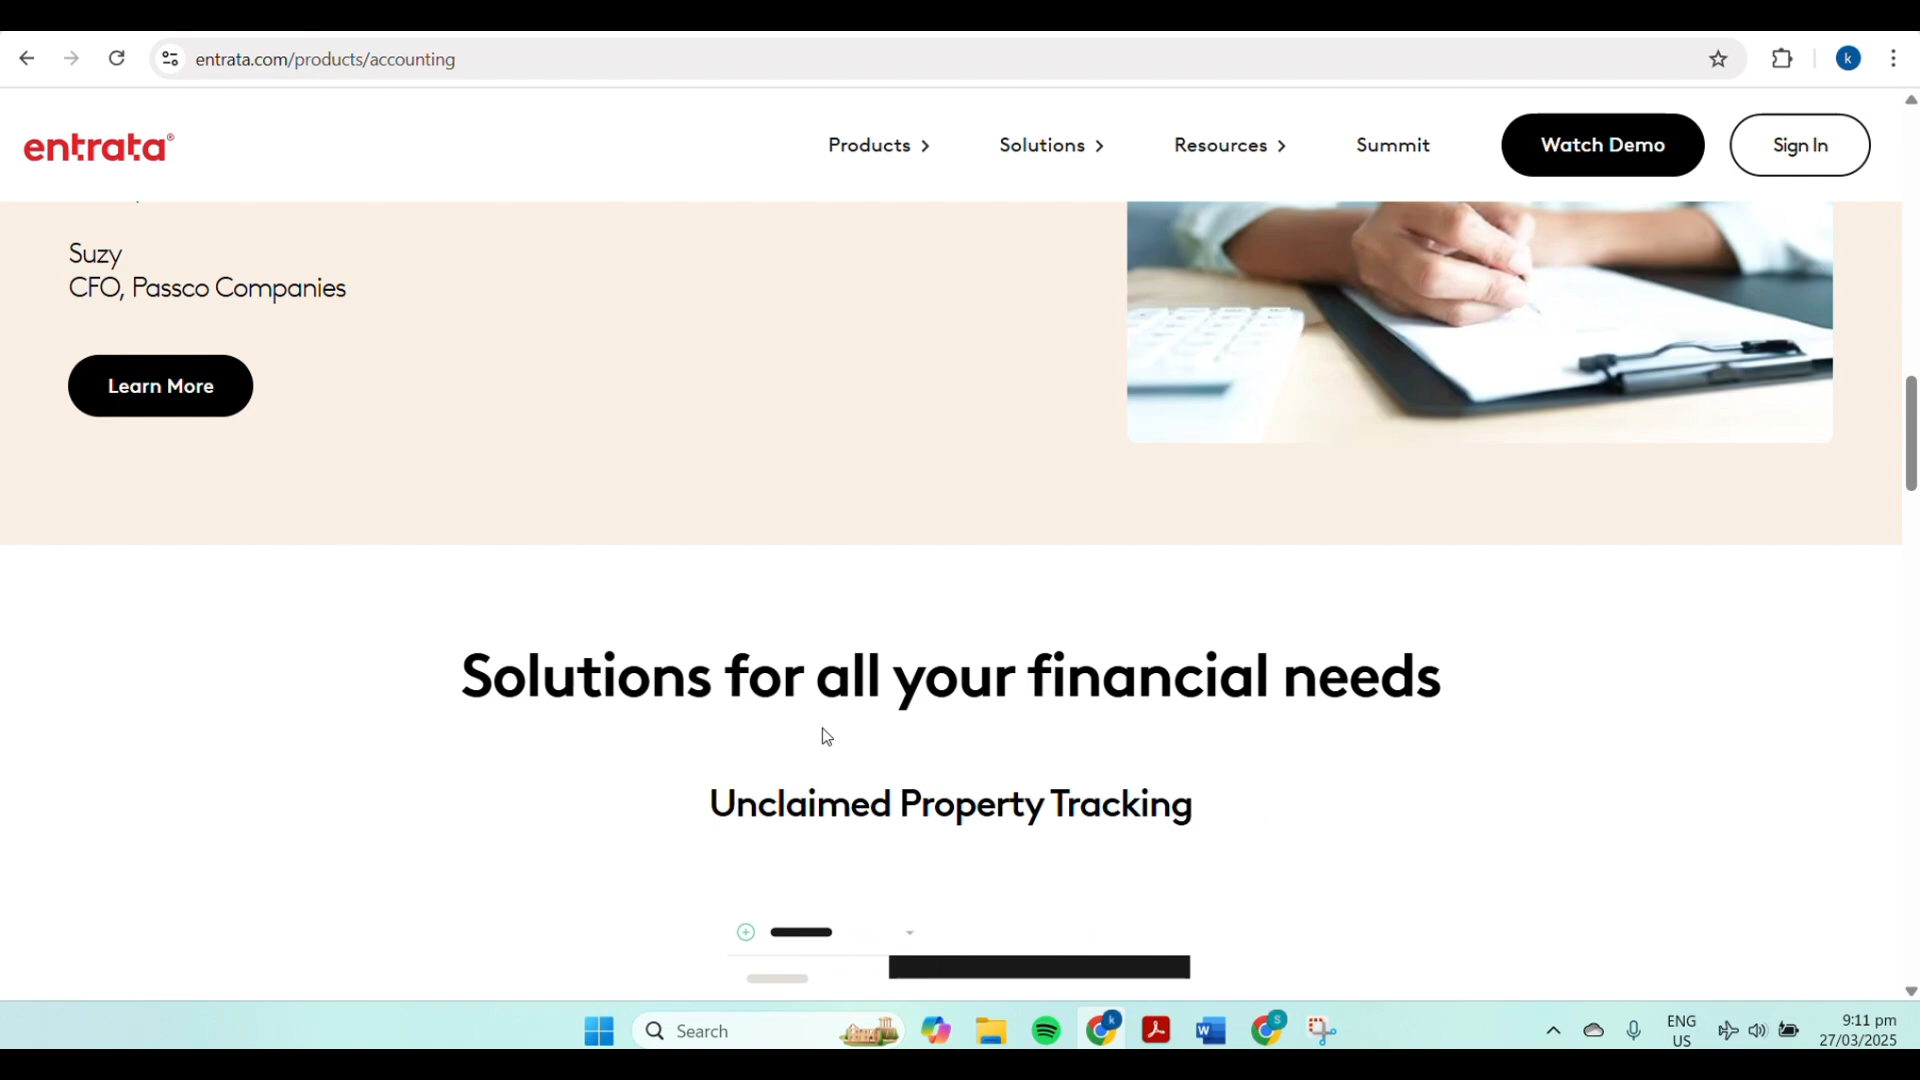 entrata.com/products/accounting
k
entrata®
Products
Solutions
Resources
Summit
Watch Demo
Sign In
Suzy
CFO, Passco Companies
Learn More
Solutions for all your financial needs
Unclaimed Property Tracking
Search
k
W
S
ENG
US
9:11 pm
27/03/2025